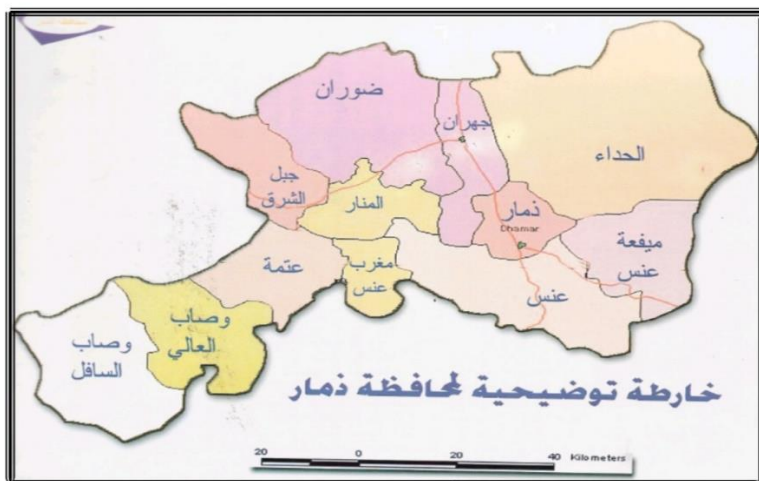 ضوران
جهران
الحداء
جبل
الشرق
المنار
ذمار
Dhamar
ميفعة
عنس
مغرب
عنس
عتمة
عنس
وصاب
العالي
وصاب
السافل
خارطة توضيحية لمحافظة ذمار
20 0 20 40 Kilometers